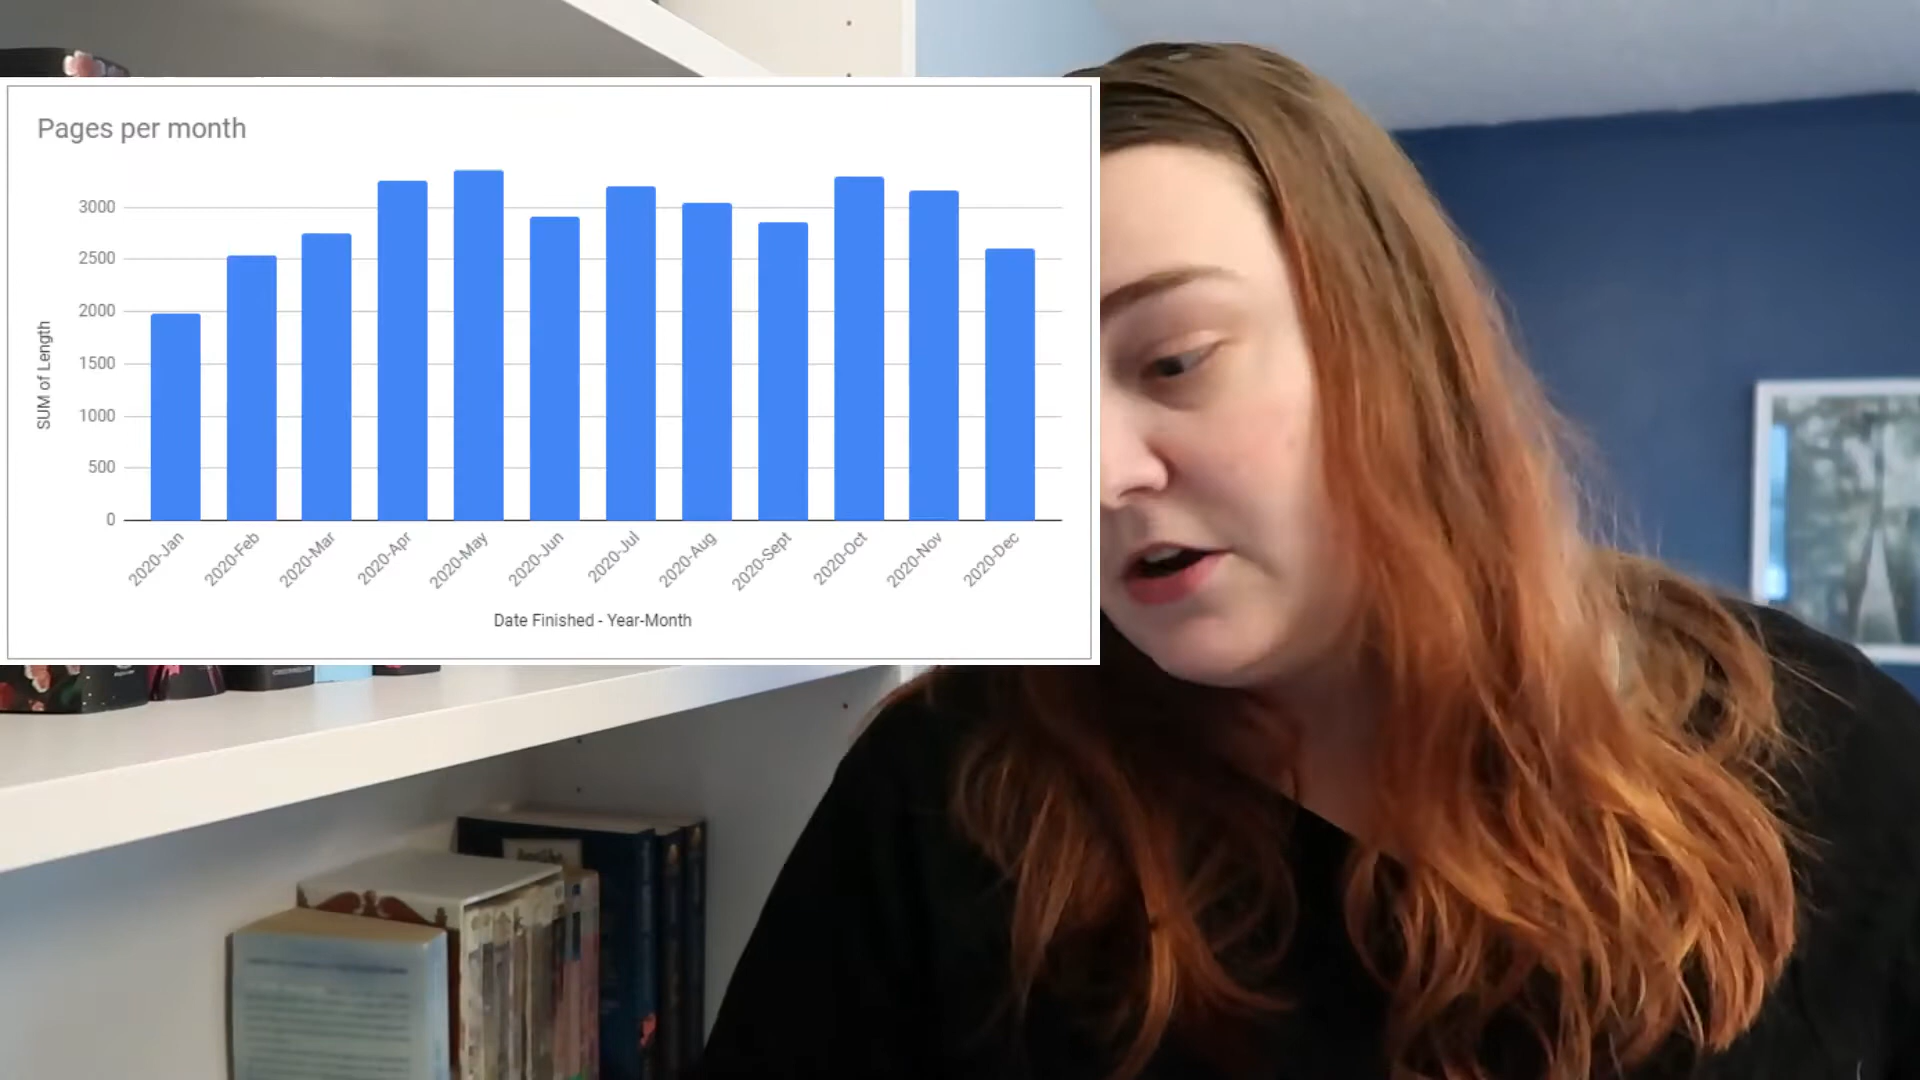 Pages per month
3000
2500
2000
1500
1000
500
0
SUM of Length
2020-Jan
2020-Feb
2020-Mar
2020-Apr
2020-May
2020-Jun
2020-Jul
2020-Aug
2020-Sept
2020-Oct
2020-Nov
2020-Dec
Date Finished - Year-Month